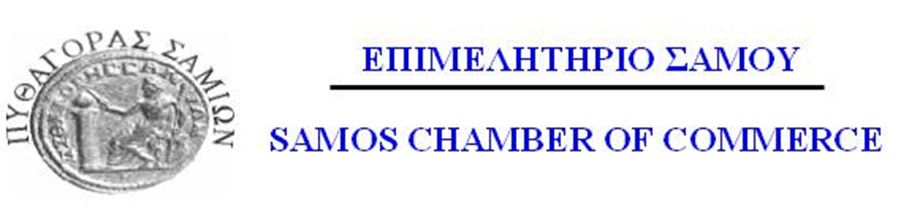 ΠΥΘΑΓΟΡΑΣ ΣΑΜΙΩΝ
ΕΠΙΜΕΛΗΤΗΡΙΟ ΣΑΜΟΥ
SAMOS CHAMBER OF COMMERCE